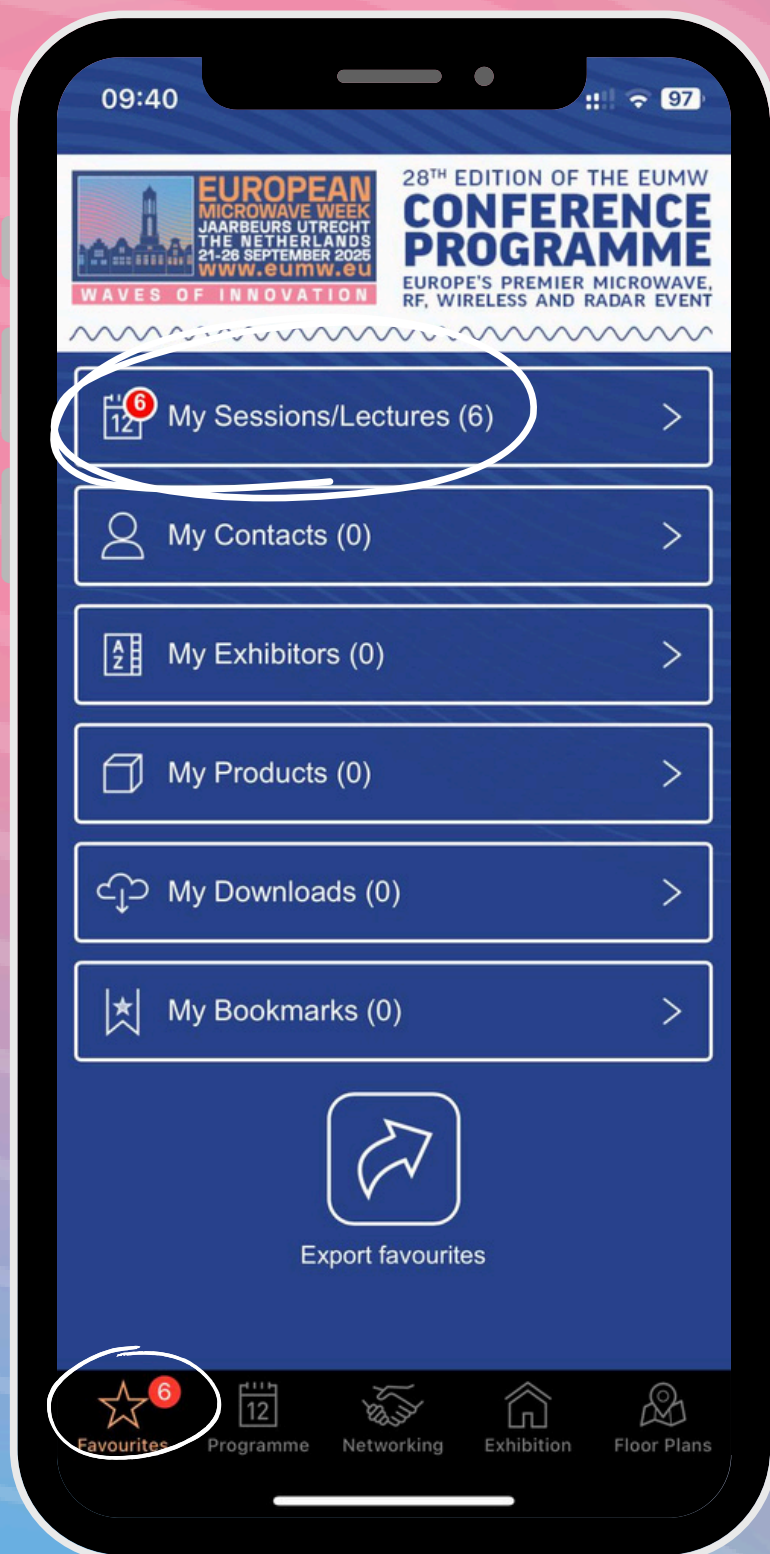 09:40
97
EUROPEAN
MICROWAVE WEEK
JAARBEURS UTRECHT
THE NETHERLANDS
21-26 SEPTEMBER 2025
www.eumw.eu
WAVES OF INNOVATION
28TH EDITION OF THE EUMW
CONFERENCE
PROGRAMME
EUROPE'S PREMIER MICROWAVE,
RF, WIRELESS AND RADAR EVENT
12
6
My Sessions/Lectures (6)
My Contacts (0)
A
Z
My Exhibitors (0)
My Products (0)
My Downloads (0)
My Bookmarks (0)
Export favourites
6
12
Favourites Programme Networking Exhibition Floor Plans